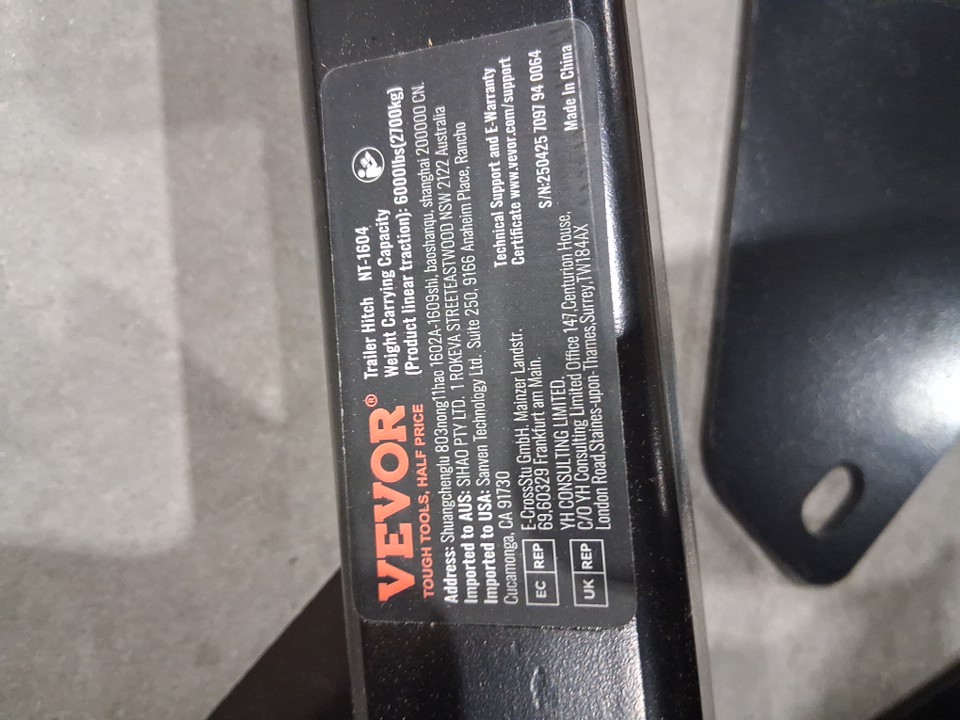 VEVOR®
TOUGH TOOLS, HALF PRICE
Trailer Hitch NT-1604
Weight Carrying Capacity
(Product linear traction): 6000lbs(2700kg)
Address: Shuangchenglu 803nong11hao 1602A-1609shi, baoshanqu, shanghai 200000 CN.
Imported to AUS: SIHAO PTY LTD. 1 ROKEVA STREETEASTWOOD NSW 2122 Australia
Imported to USA: Sanven Technology Ltd. Suite 250, 9166 Anaheim Place, Rancho
Cucamonga, CA 91730
EC REP
E-CrossStu GmbH. Mainzer Landstr.
69.60329 Frankfurt am Main.
UK REP
YH CONSULTING LIMITED.
C/O YH Consulting Limited Office 147,Centurion House,
London Road,Staines-upon-Thames,Surrey,TW184AX
Technical Support and E-Warranty
Certificate www.vevor.com/support
S/N:250425 7097 94 0064
Made In China